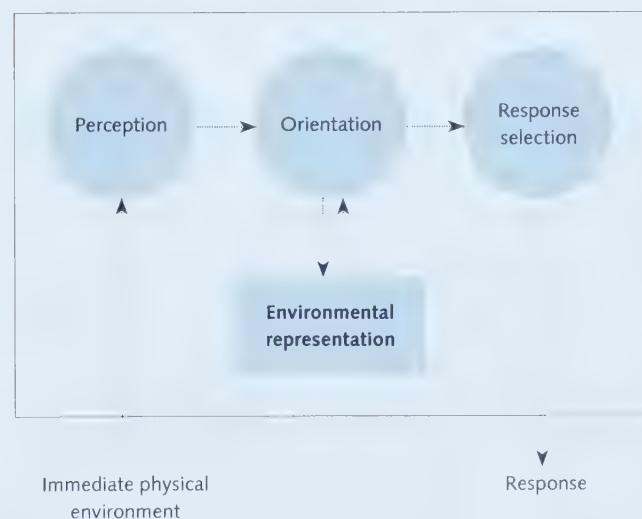 Perception
Orientation
Response
selection
Environmental
representation
Immediate physical
environment
Response